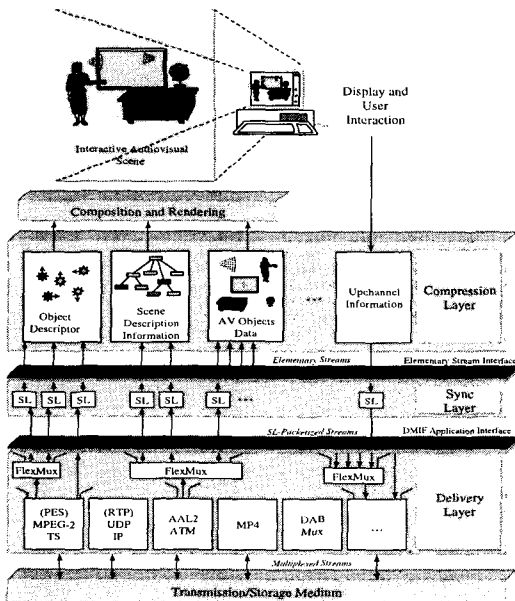 Interactive Audiovisual
Scene
Display and
User
Interaction
Composition and Rendering
Object
Descriptor
Scene
Description
Information
AV Objects
Data
...
Upchannel
Information
Compression
Layer
Elementary Streams
Elementary Stream Interface
SL
SL
SL
SL
SL
SL
SL
...
SL
Sync
Layer
SL-Packetized Streams
DMIF Application Interface
FlexMux
FlexMux
FlexMux
(PES)
MPEG-2
TS
(RTP)
UDP
IP
AAL2
ATM
MP4
DAB
Mux
...
Delivery
Layer
Multiplexed Streams
Transmission/Storage Medium